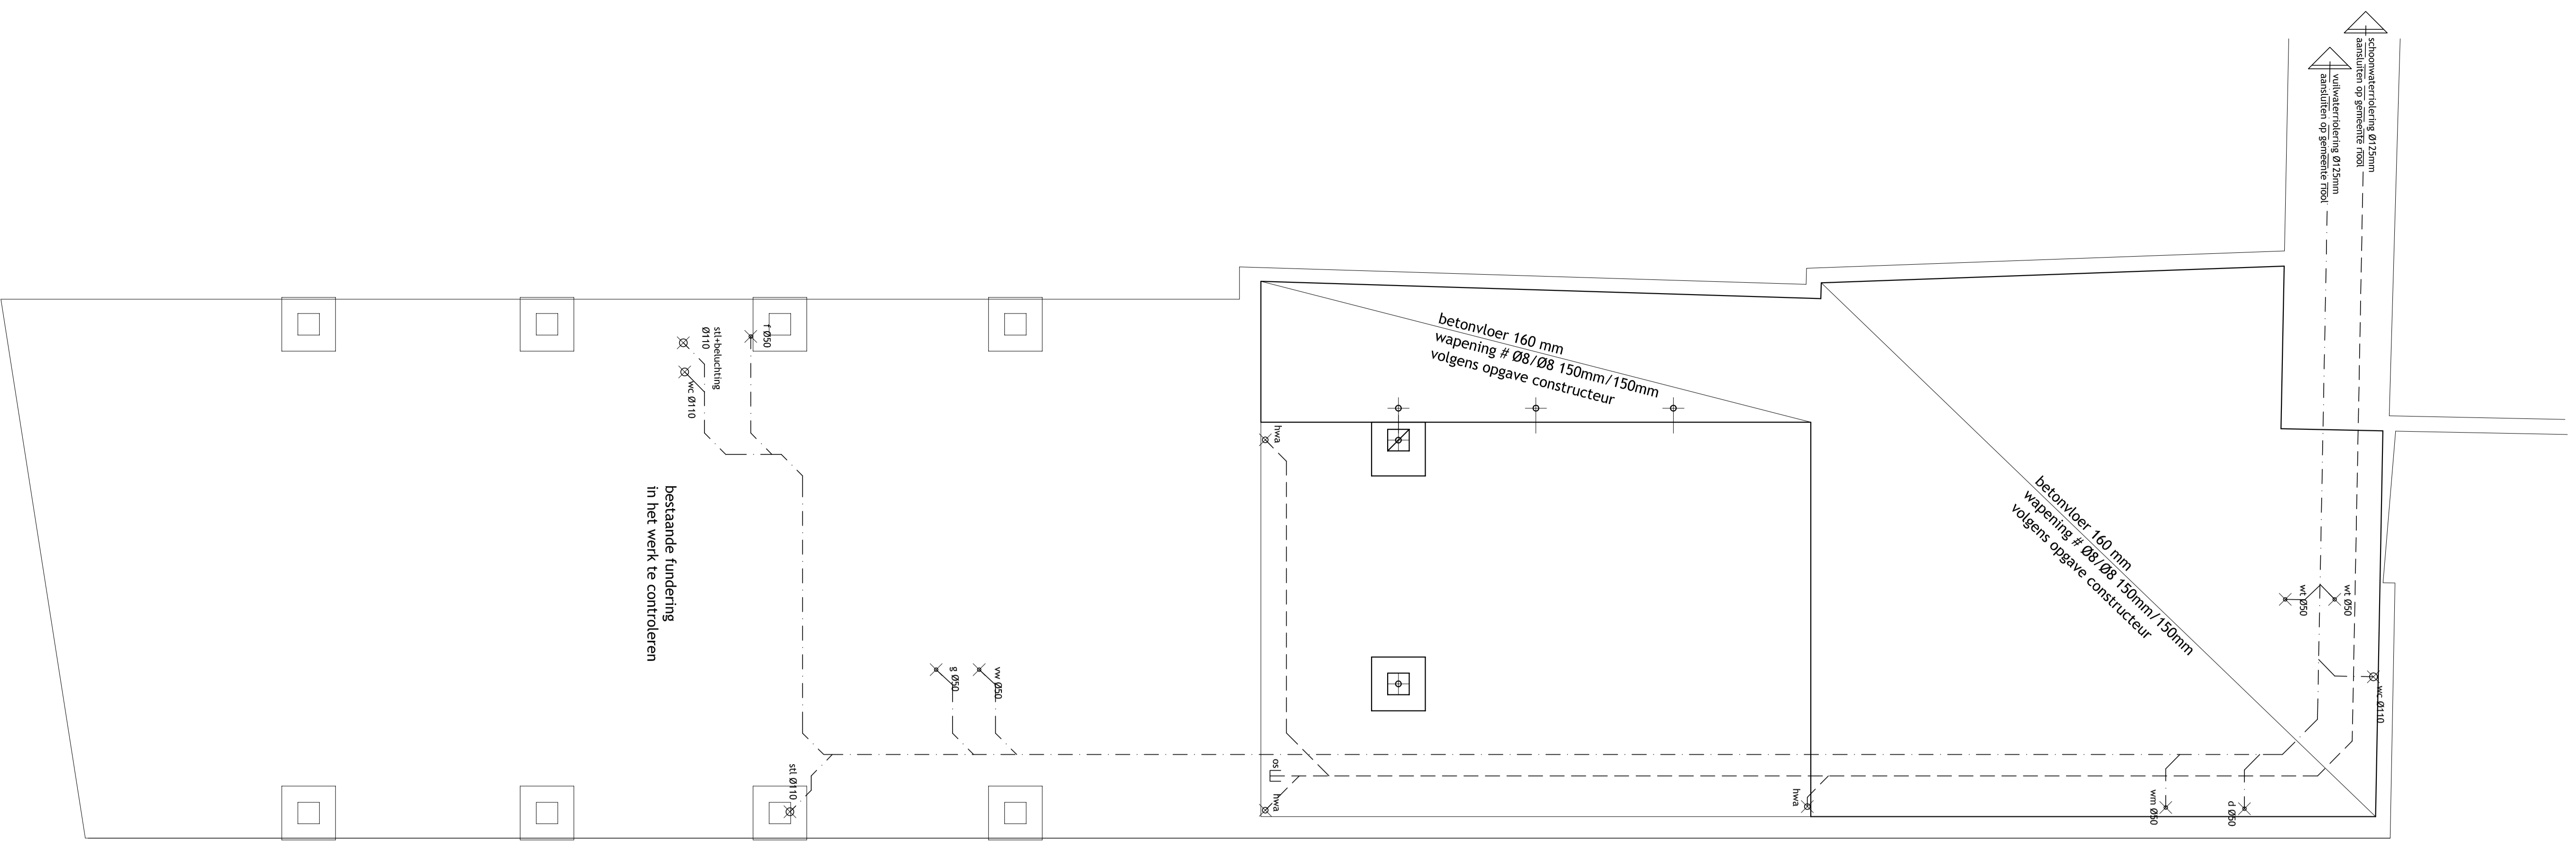 schoonwaterriolering Ø125mm
aansluiten op gemeente riool
vuilwaterriolering Ø125mm
aansluiten op gemeente riool
betonvloer 160 mm
wapening # Ø8/Ø8 150mm/150mm
volgens opgave constructeur
betonvloer 160 mm
wapening # Ø8/Ø8 150mm/150mm
volgens opgave constructeur
f Ø50
stl+beluchting
Ø110
wc Ø110
bestaande fundering
in het werk te controleren
g Ø50
vw Ø50
stl Ø110
hwa
os
hwa
hwa
wm Ø50
d Ø50
wt Ø50
wt Ø50
wc Ø110